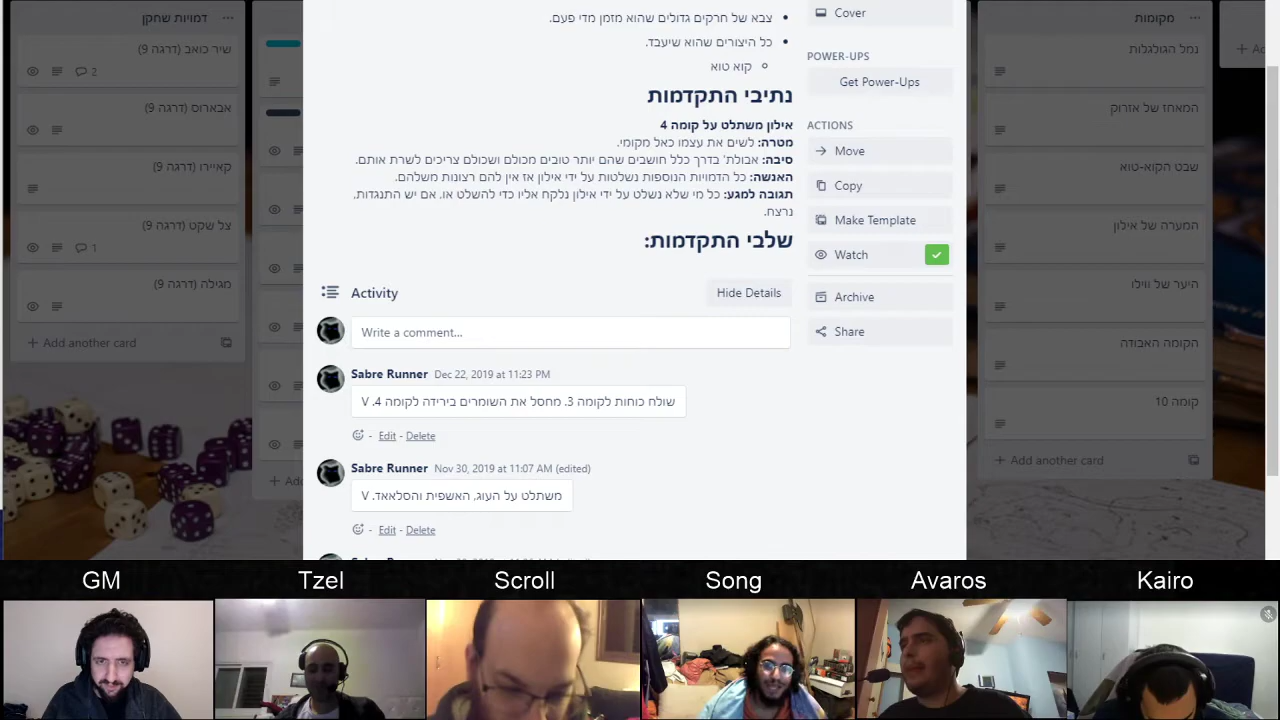 דמויות שחקן
שיר כואב (דרגה 9)
2
אבארוס (דרגה 9)
קאיירו (דרגה 9)
צל שקט (דרגה 9)
1
מגילה (דרגה 9)
+ Add another card
צבא של חרקים גדולים שהוא מזמן מדי פעם.
כל היצורים שהוא שיעבד.
קוא טוא
נתיבי התקדמות
אילון משתלט על קומה 4
מטרה: לשים את עצמו כאל מקומי.
סיבה: אבולת' בדרך כלל חושבים שהם יותר טובים מכולם ושכולם צריכים לשרת אותם.
האנשה: כל הדמויות הנוספות נשלטות על ידי אילון אז אין להם רצונות משלהם.
תגובה למגע: כל מי שלא נשלט על ידי אילון נלקח אליו כדי להשלט או. אם יש התנגדות,
נרצח.
שלבי התקדמות:
Activity
Hide Details
Write a comment...
Sabre Runner Dec 22, 2019 at 11:23 PM
שולח כוחות לקומה 3. מחסל את השומרים בירידה לקומה 4. V
- Edit - Delete
Sabre Runner Nov 30, 2019 at 11:07 AM (edited)
משתלט על העוג, האשפית והסלאאד. V
- Edit - Delete
Cover
POWER-UPS
Get Power-Ups
ACTIONS
Move
Copy
Make Template
Watch
Archive
Share
מקומות
נמל הגולגלות
המאחז של אזרוק
שבט הקוא-טוא
המערה של אילון
היער של ווילו
הקומה האבודה
קומה 10
+ Add another card
GM
Tzel
Scroll
Song
Avaros
Kairo